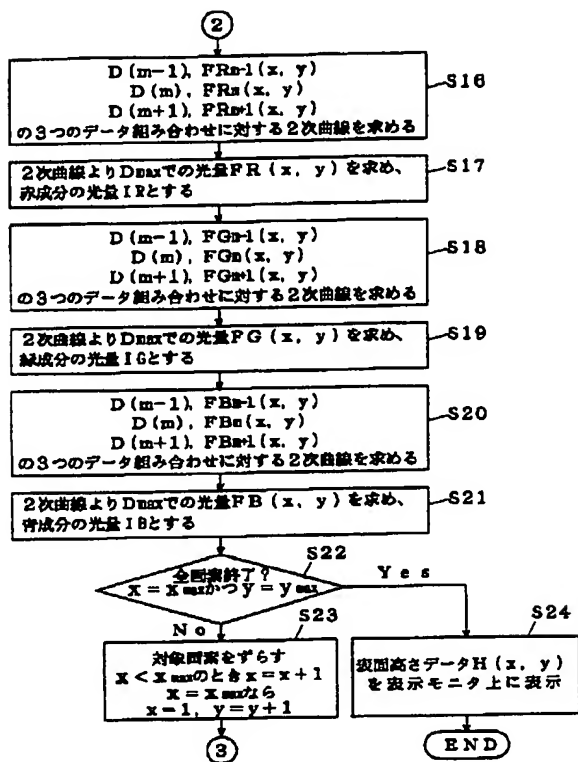 2
D(m-1), FRm-1(x, y)
D(m), FRm(x, y)
D(m+1), FRm+1(x, y)
の3つのデータ組み合わせに対する2次曲線を求める
S16
2次曲線よりDmaxでの光量FR(x, y)を求め、
赤成分の光量IRとする
S17
D(m-1), FGm-1(x, y)
D(m), FGm(x, y)
D(m+1), FGm+1(x, y)
の3つのデータ組み合わせに対する2次曲線を求める
S18
2次曲線よりDmaxでの光量FG(x, y)を求め、
緑成分の光量IGとする
S19
D(m-1), FBm-1(x, y)
D(m), FBm(x, y)
D(m+1), FBm+1(x, y)
の3つのデータ組み合わせに対する2次曲線を求める
S20
2次曲線よりDmaxでの光量FB(x, y)を求め、
青成分の光量IBとする
S21
S22
全画素終了?
x=xmaxかつy=ymax
Yes
No
S23
対象画素をずらす
x<xmaxのときx=x+1
x=xmaxなら
x=1, y=y+1
3
S24
表面高さデータH(x, y)
を表示モニタ上に表示
END